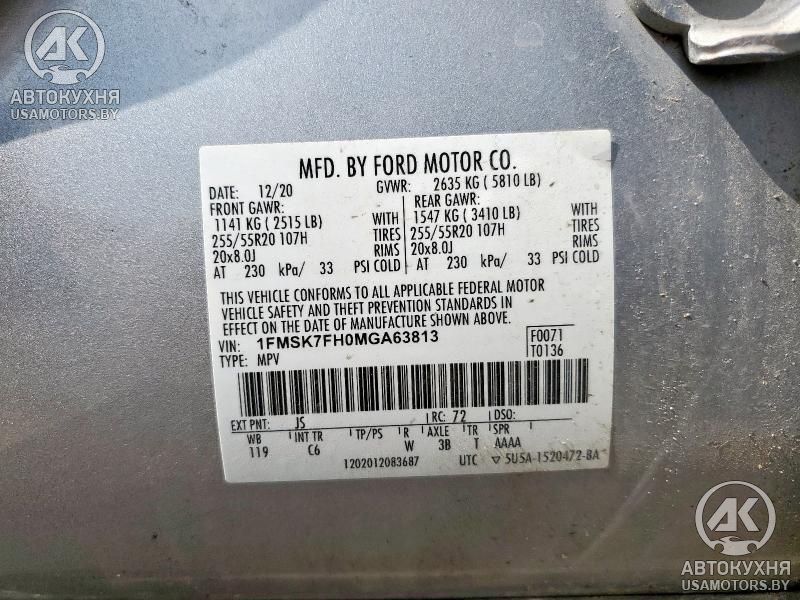 AK
АВТОКУХНЯ
USAMOTORS.BY
MFD. BY FORD MOTOR CO.
DATE: 12/20 GVWR: 2635 KG ( 5810 LB)
FRONT GAWR: REAR GAWR:
1141 KG ( 2515 LB) WITH 1547 KG ( 3410 LB) WITH
255/55R20 107H TIRES 255/55R20 107H TIRES
20x8.0J RIMS 20x8.0J RIMS
AT 230 kPa/ 33 PSI COLD AT 230 kPa/ 33 PSI COLD
THIS VEHICLE CONFORMS TO ALL APPLICABLE FEDERAL MOTOR
VEHICLE SAFETY AND THEFT PREVENTION STANDARDS IN
EFFECT ON THE DATE OF MANUFACTURE SHOWN ABOVE.
VIN: 1FMSK7FH0MGA63813 F0071
TYPE: MPV T0136
EXT PNT: JS RC: 72 DSO:
WB INT TR TP/PS R AXLE TR SPR
119 C6 W 3B T AAAA
1202012083687 UTC ▽ 5U5A-1520472-BA
AK
АВТОКУХНЯ
USAMOTORS.BY